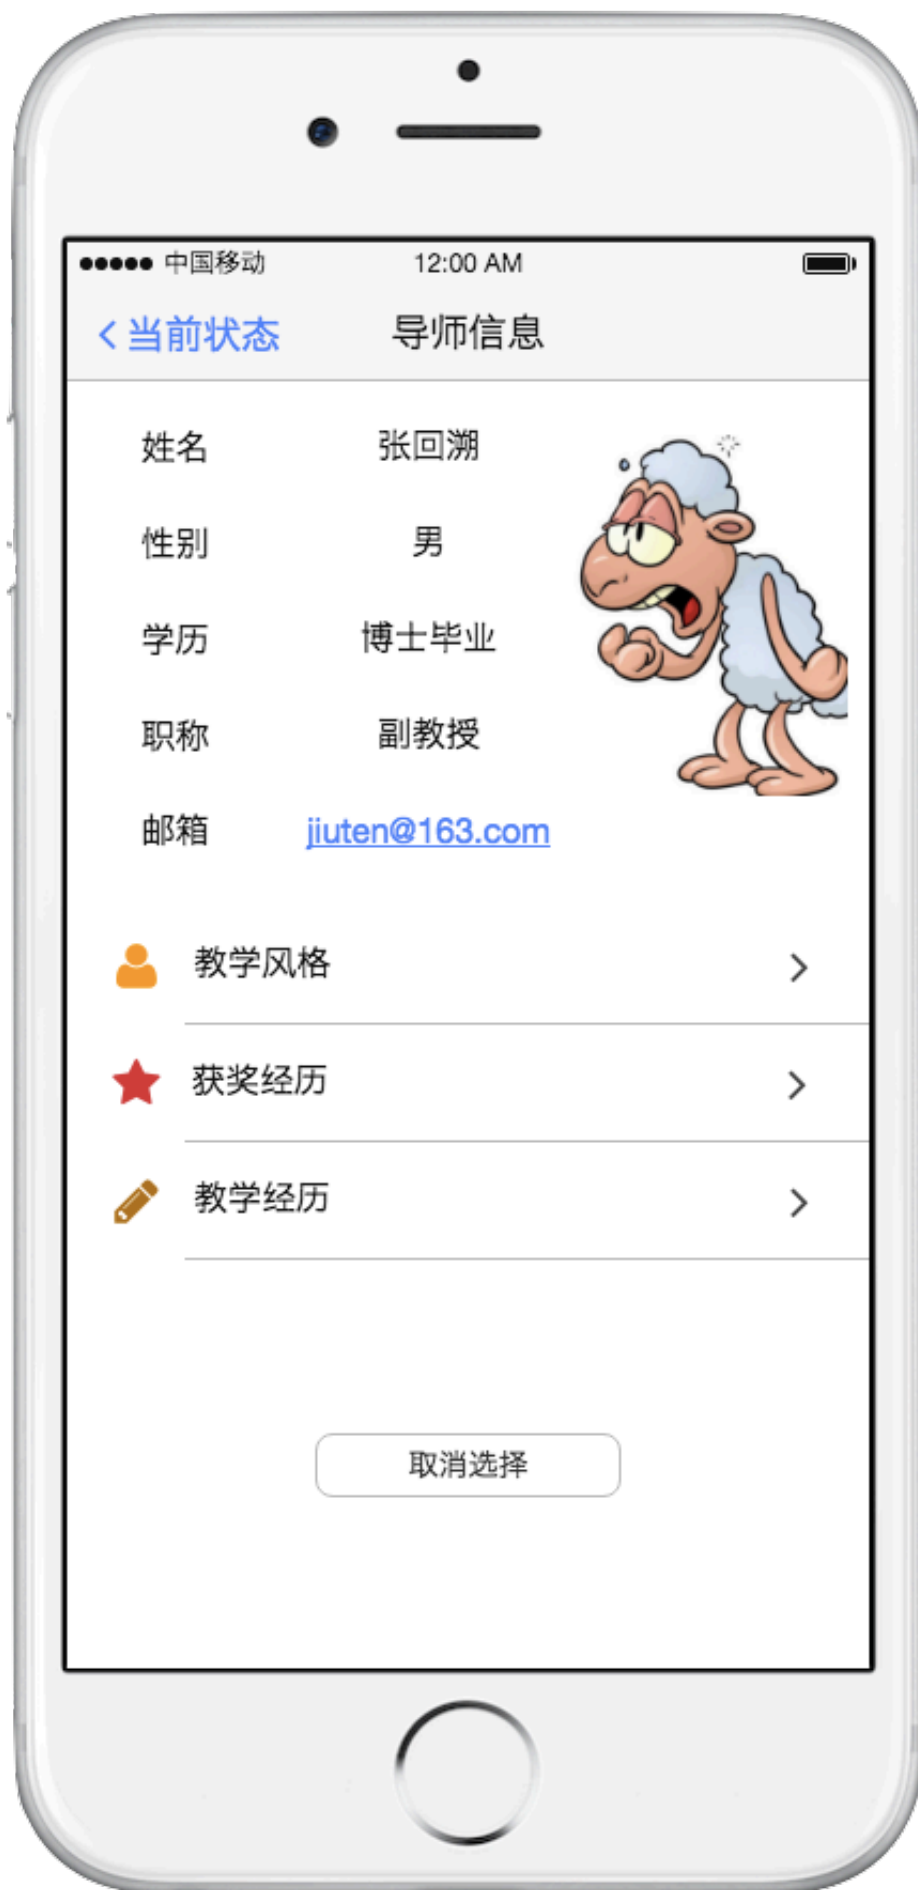 中国移动 12:00 AM
当前状态 导师信息
姓名 张回溯
性别 男
学历 博士毕业
职称 副教授
邮箱 jiuten@163.com
教学风格
获奖经历
教学经历
取消选择